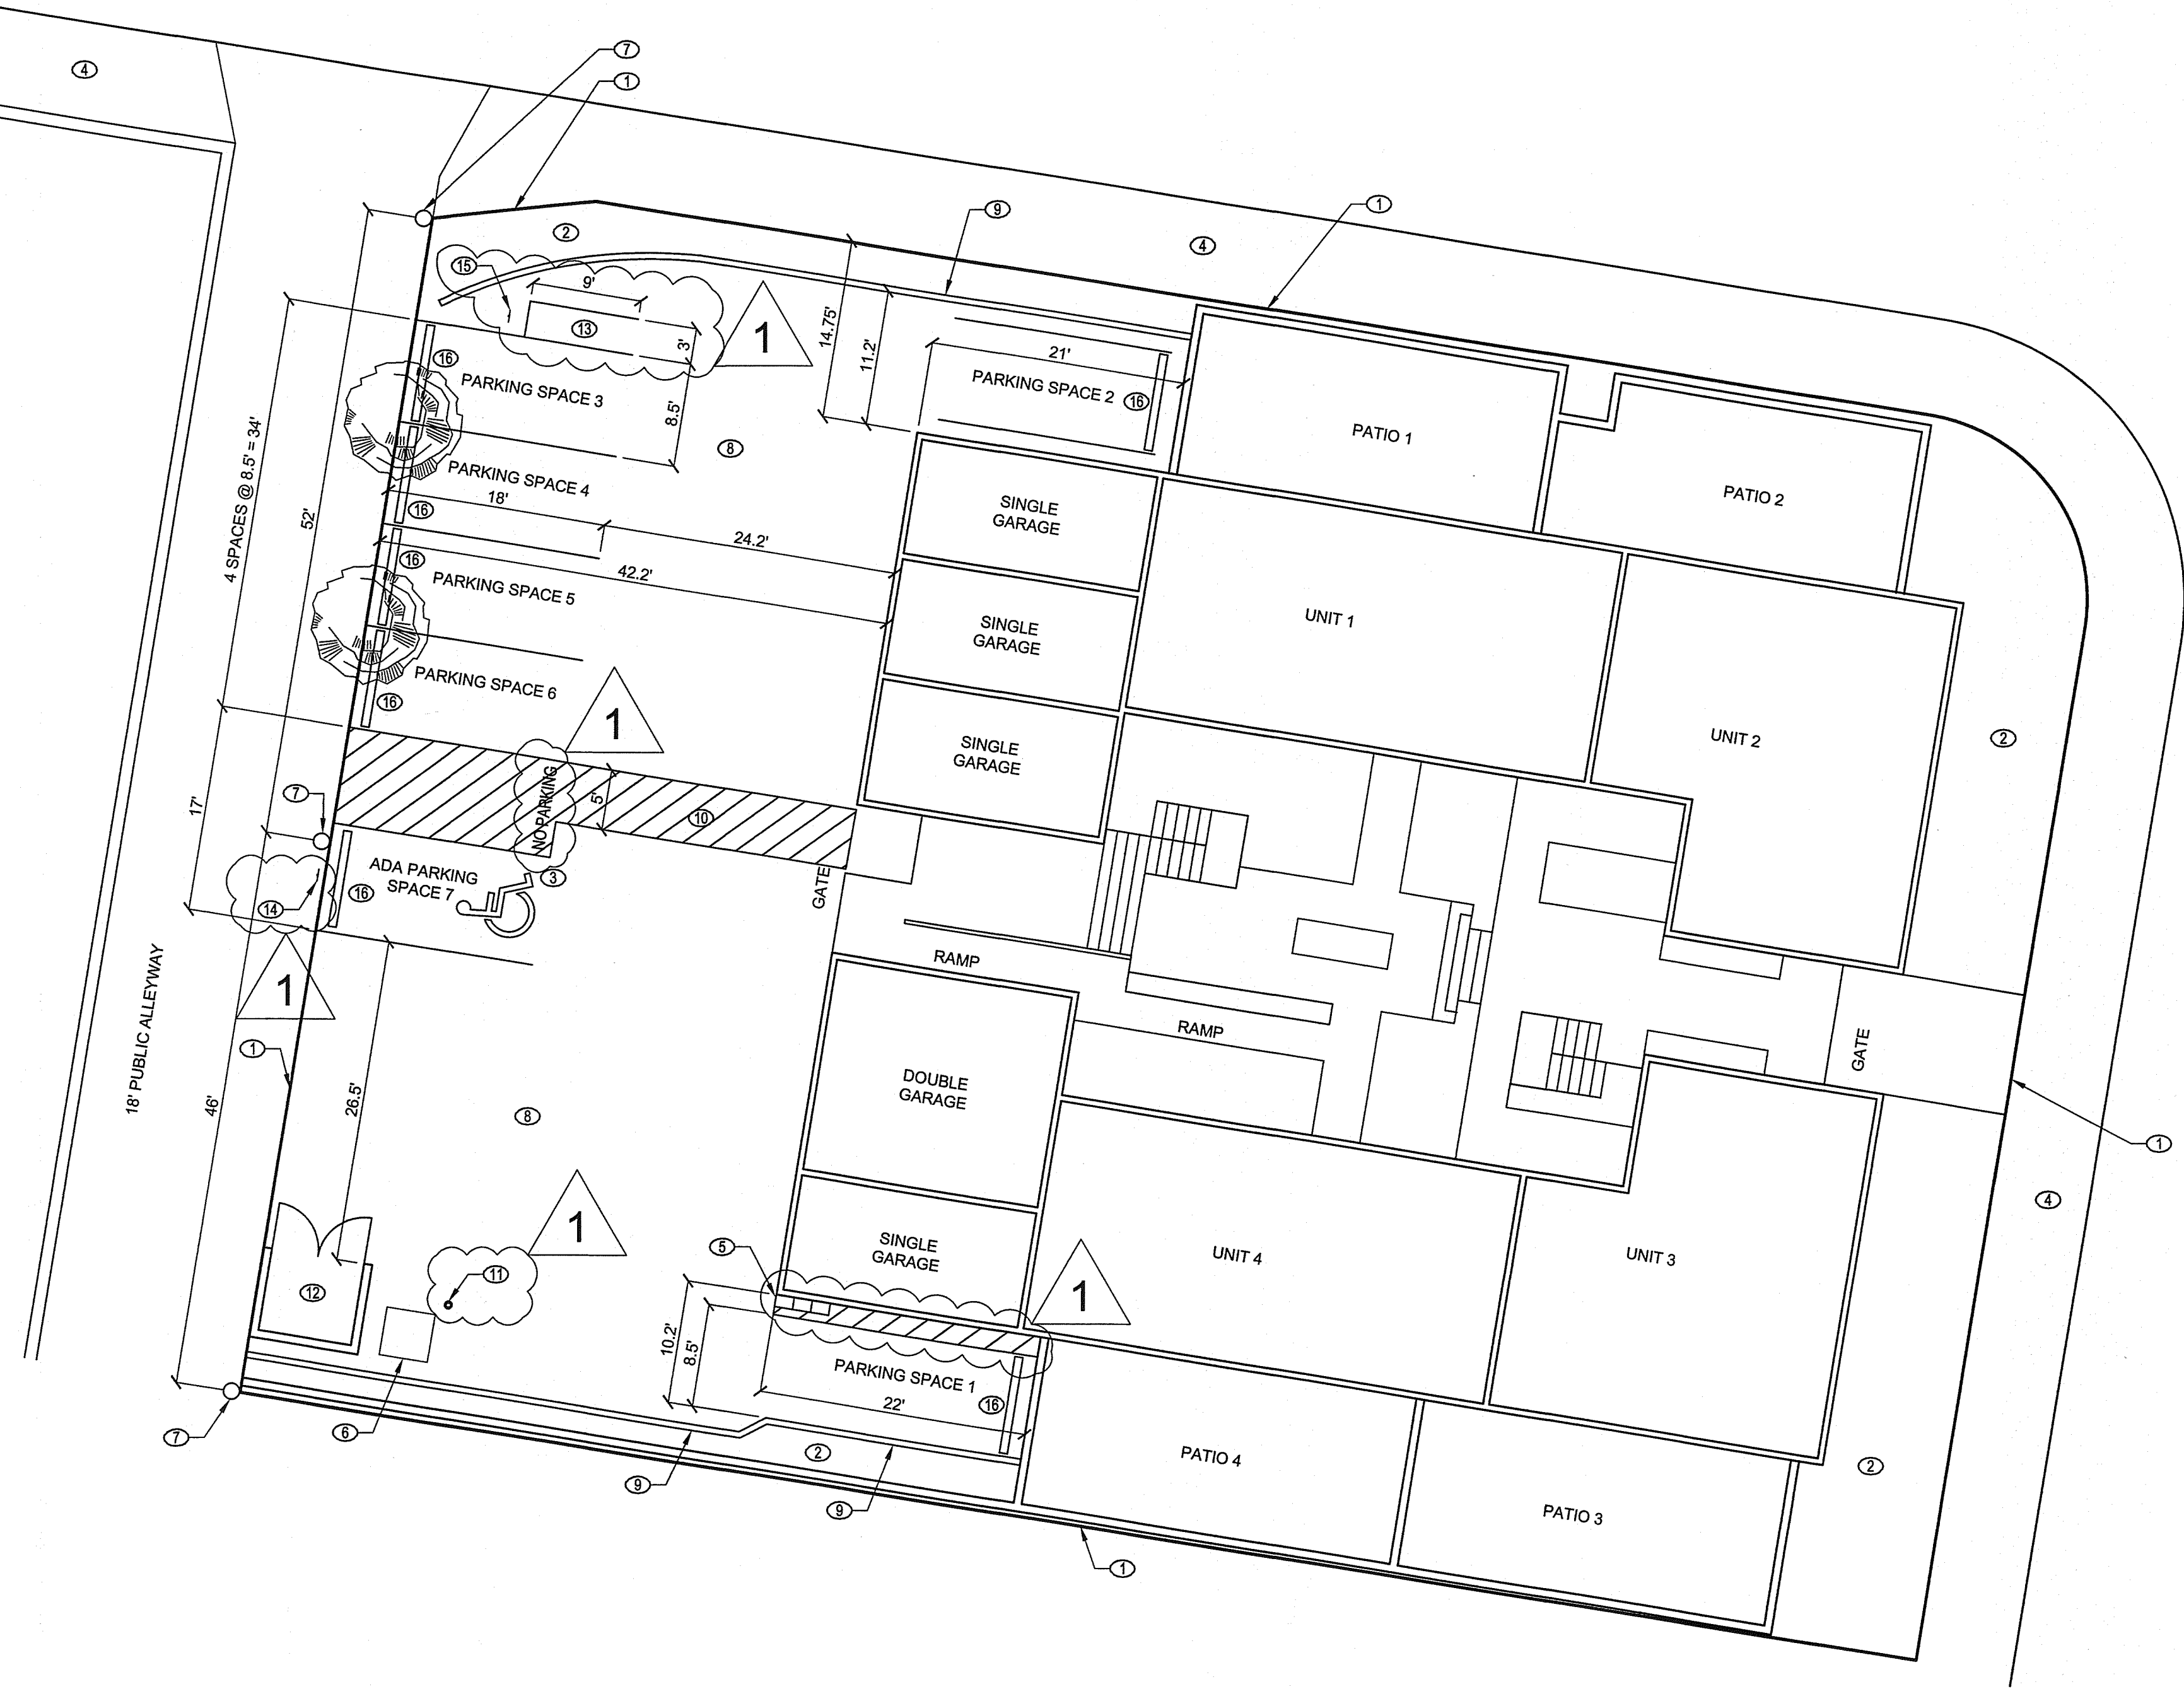 7
1
4
9
1
4
2
15
9'
13
1
3'
14.75'
11.2'
21'
PARKING SPACE 2
16
16
PARKING SPACE 3
8.5'
8
PATIO 1
PATIO 2
4 SPACES @ 8.5' = 34'
52'
PARKING SPACE 4
18'
16
24.2'
SINGLE
GARAGE
16
42.2'
PARKING SPACE 5
SINGLE
GARAGE
UNIT 1
PARKING SPACE 6
16
1
SINGLE
GARAGE
UNIT 2
2
17'
7
NO PARKING
5'
10
ADA PARKING
SPACE 7
3
16
14
GATE
1
RAMP
RAMP
18' PUBLIC ALLEYWAY
1
46'
26.5'
8
DOUBLE
GARAGE
GATE
1
4
1
5
SINGLE
GARAGE
UNIT 4
UNIT 3
12
11
1
10.2'
8.5'
PARKING SPACE 1
22'
16
7
6
9
2
9
PATIO 4
PATIO 3
2
1